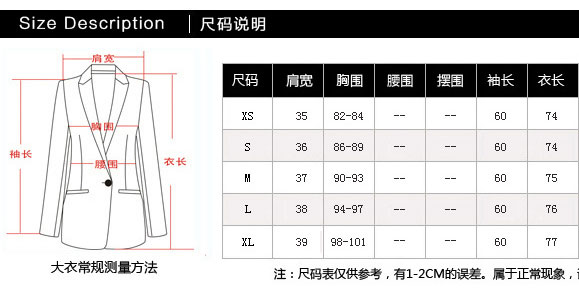 Size Description 尺码说明
肩宽
胸围
袖长
衣长
腰围
大衣常规测量方法
尺码 肩宽 胸围 腰围 摆围 袖长 衣长
XS 35 82-84 -- -- 60 74
S 36 86-89 -- -- 60 74
M 37 90-93 -- -- 60 75
L 38 94-97 -- -- 60 76
XL 39 98-101 -- -- 60 77
注：尺码表仅供参考，有1-2CM的误差。属于正常现象，